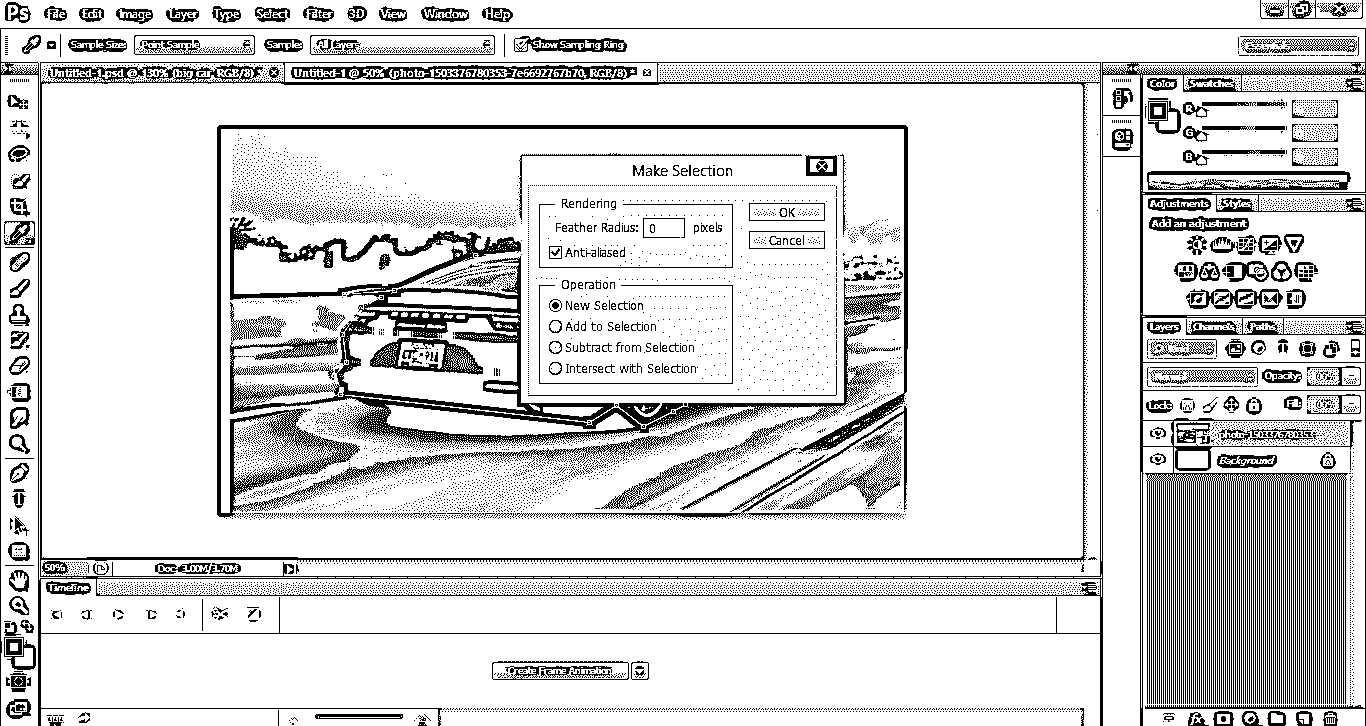 Ps File Edit Image Layer Type Select Filter 3D View Window Help
Sample Size: Point Sample Sample: All Layers Show Sampling Ring
Untitled-1.psd @ 130% (big car, RGB/8) * Untitled-1 @ 50% (photo-1503376780353-7e6692767b70, RGB/8) *
Color Swatches
R
G
B
Make Selection
Rendering
Feather Radius: 0 pixels
Anti-aliased
OK
Cancel
Operation
New Selection
Add to Selection
Subtract from Selection
Intersect with Selection
Adjustments Styles
Add an adjustment
Layers Channels Paths
Opacity:
Lock: Fill:
photo-1503376780353
Background
50% Doc: 3.00M/3.70M
Timeline
Create Frame Animation